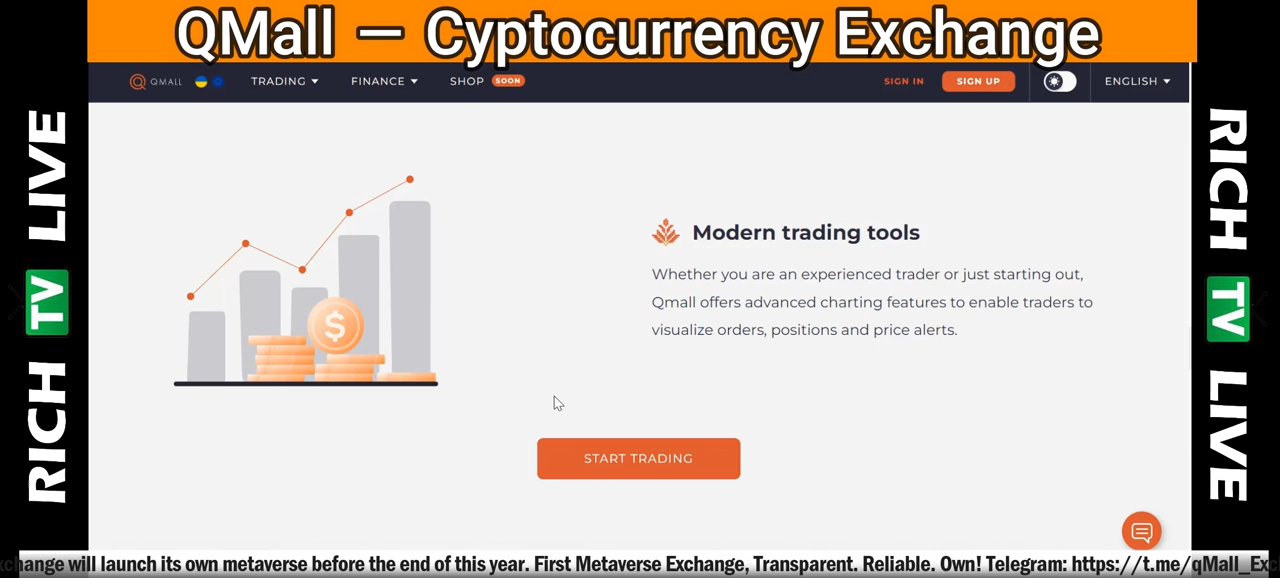 QMall — Cyptocurrency Exchange
QMALL
TRADING
FINANCE
SHOP SOON
SIGN IN
SIGN UP
ENGLISH
RICH TV LIVE
Modern trading tools
Whether you are an experienced trader or just starting out,
Qmall offers advanced charting features to enable traders to
visualize orders, positions and price alerts.
$
START TRADING
RICH TV LIVE
will launch its own metaverse before the end of this year. First Metaverse Exchange, Transparent. Reliable. Own! Telegram: https://t.me/qMall_Exc